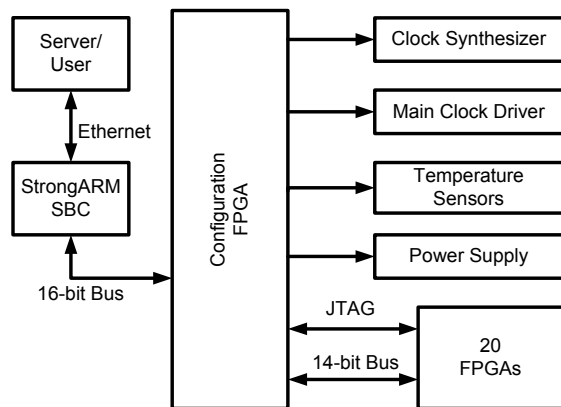 Server/
User
Ethernet
StrongARM
SBC
16-bit Bus
Configuration
FPGA
Clock Synthesizer
Main Clock Driver
Temperature
Sensors
Power Supply
JTAG
14-bit Bus
20
FPGAs